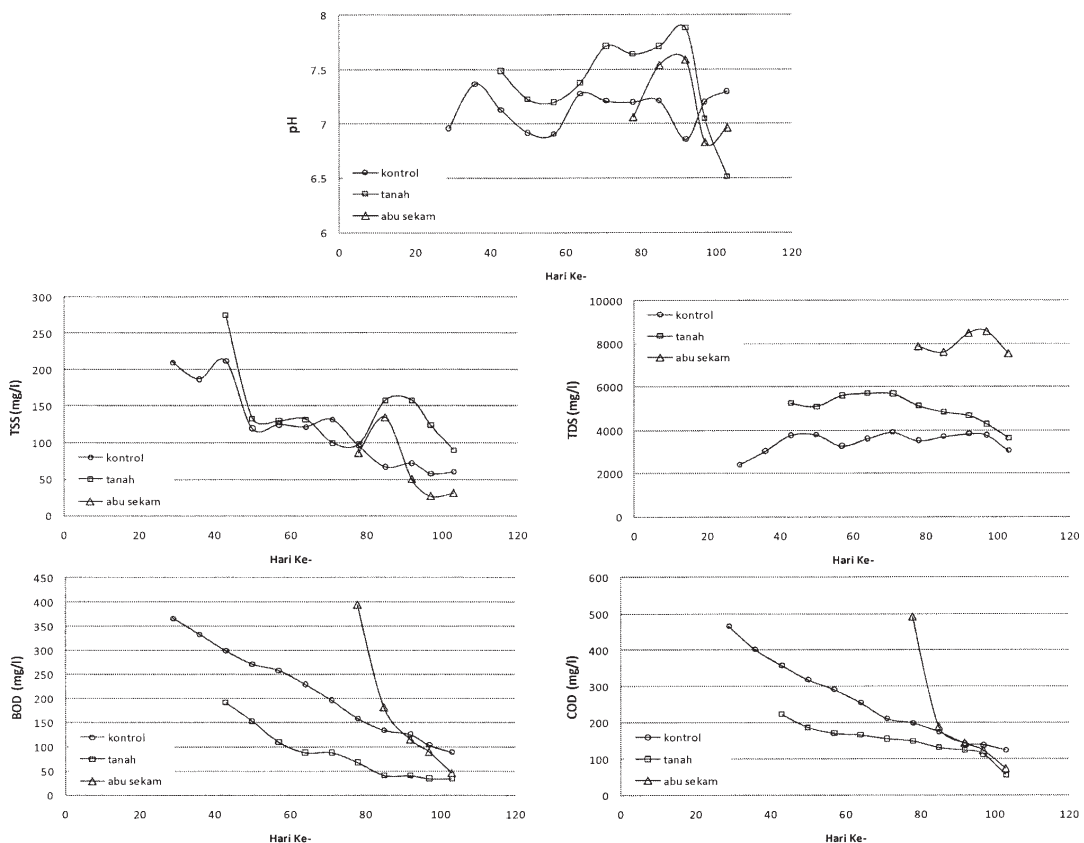 8
7.5
7
6.5
6
pH
kontrol
tanah
abu sekam
0 20 40 60 80 100 120
Hari Ke-
300
250
200
150
100
50
0
TSS (mg/l)
kontrol
tanah
abu sekam
0 20 40 60 80 100 120
Hari Ke-
10000
8000
6000
4000
2000
0
TDS (mg/l)
kontrol
tanah
abu sekam
0 20 40 60 80 100 120
Hari Ke-
450
400
350
300
250
200
150
100
50
0
BOD (mg/l)
kontrol
tanah
abu sekam
0 20 40 60 80 100 120
Hari Ke-
600
500
400
300
200
100
0
COD (mg/l)
kontrol
tanah
abu sekam
0 20 40 60 80 100 120
Hari Ke-